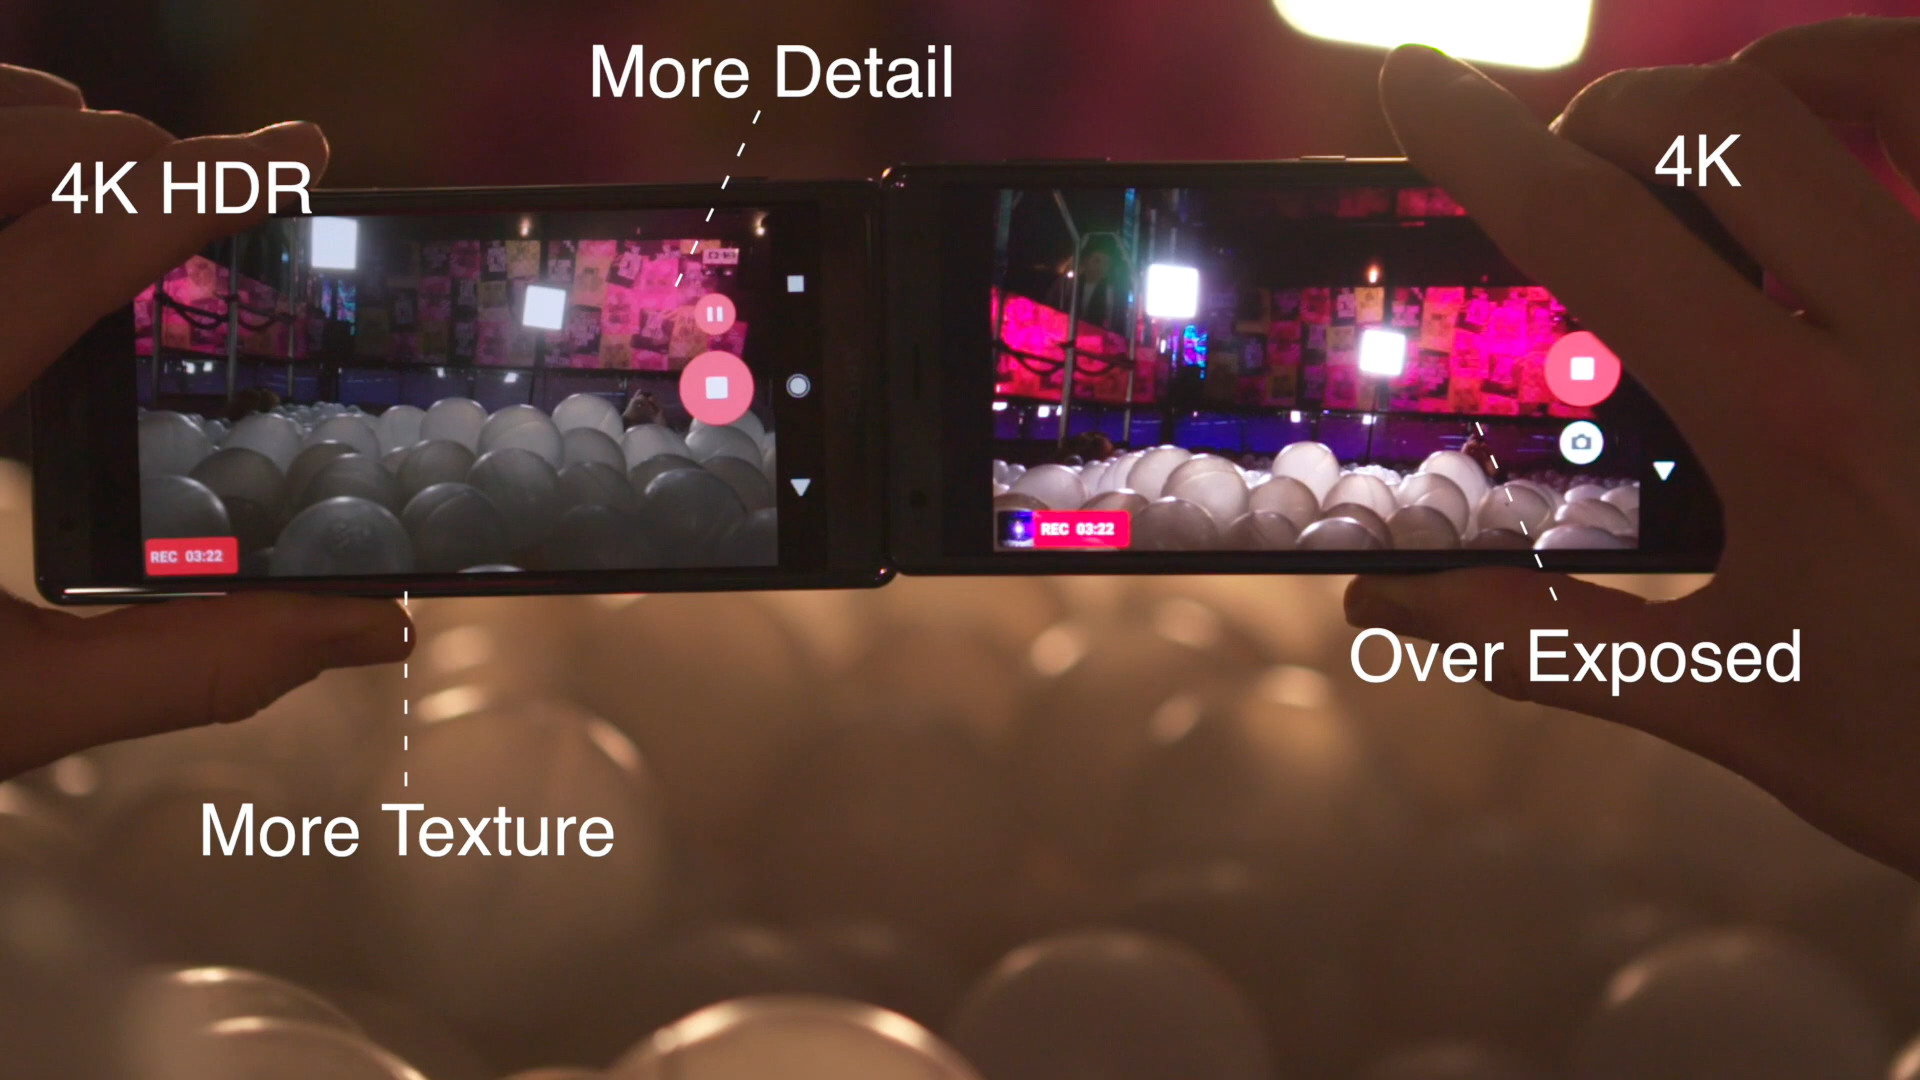 More Detail
4K HDR
4K
REC 03:22
REC 03:22
Over Exposed
More Texture